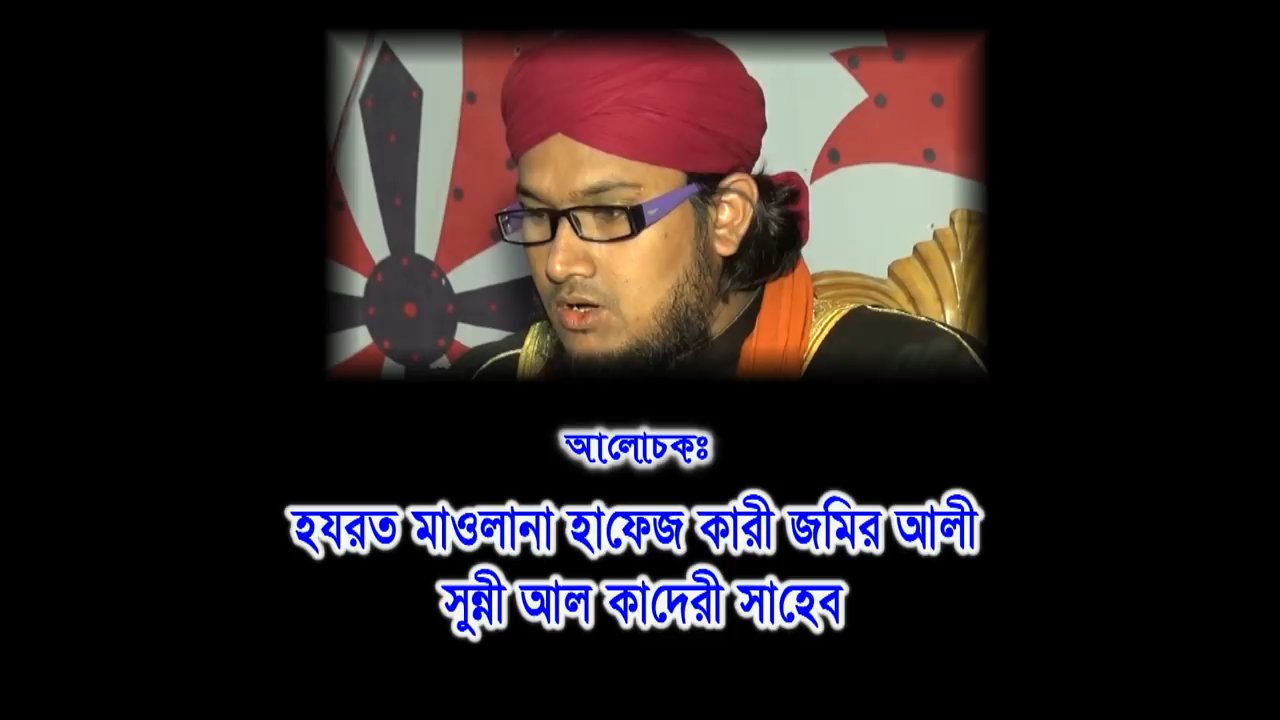 আলোচকঃ
হযরত মাওলানা হাফেজ কারী জমির আলী
সুন্নী আল কাদেরী সাহেব